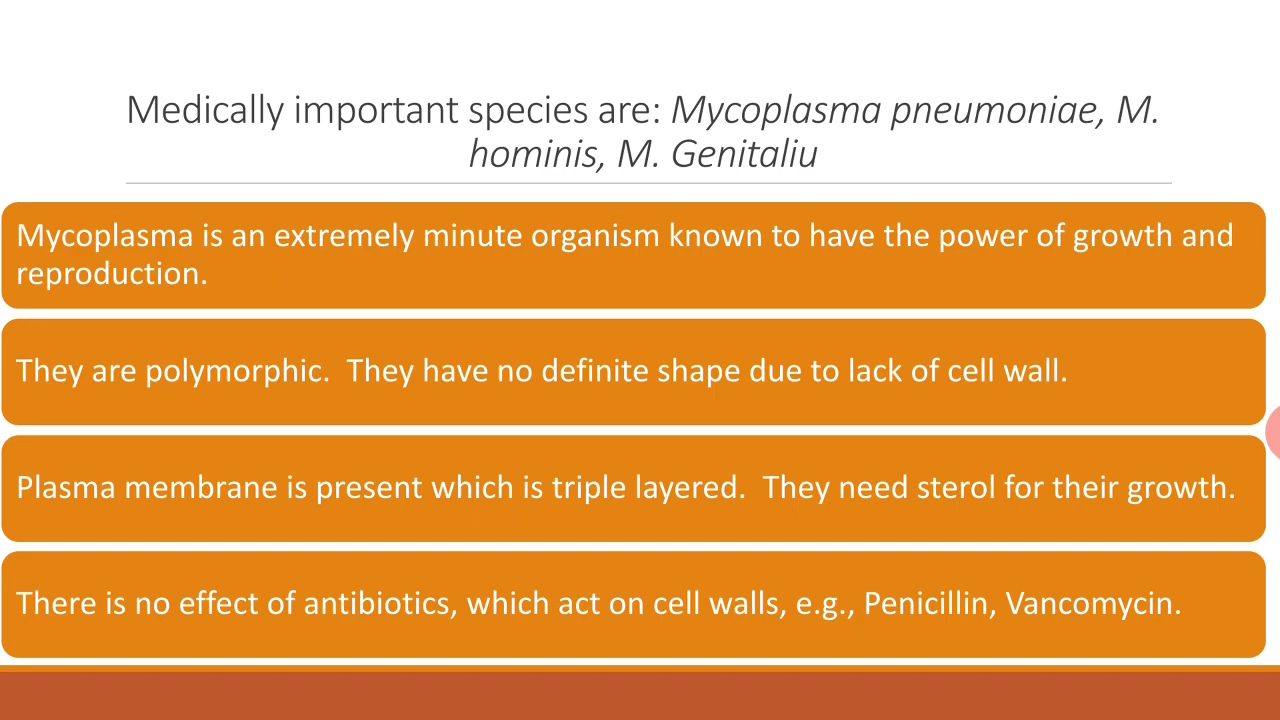 Medically important species are: Mycoplasma pneumoniae, M.
hominis, M. Genitaliu
Mycoplasma is an extremely minute organism known to have the power of growth and
reproduction.
They are polymorphic.  They have no definite shape due to lack of cell wall.
Plasma membrane is present which is triple layered.  They need sterol for their growth.
There is no effect of antibiotics, which act on cell walls, e.g., Penicillin, Vancomycin.